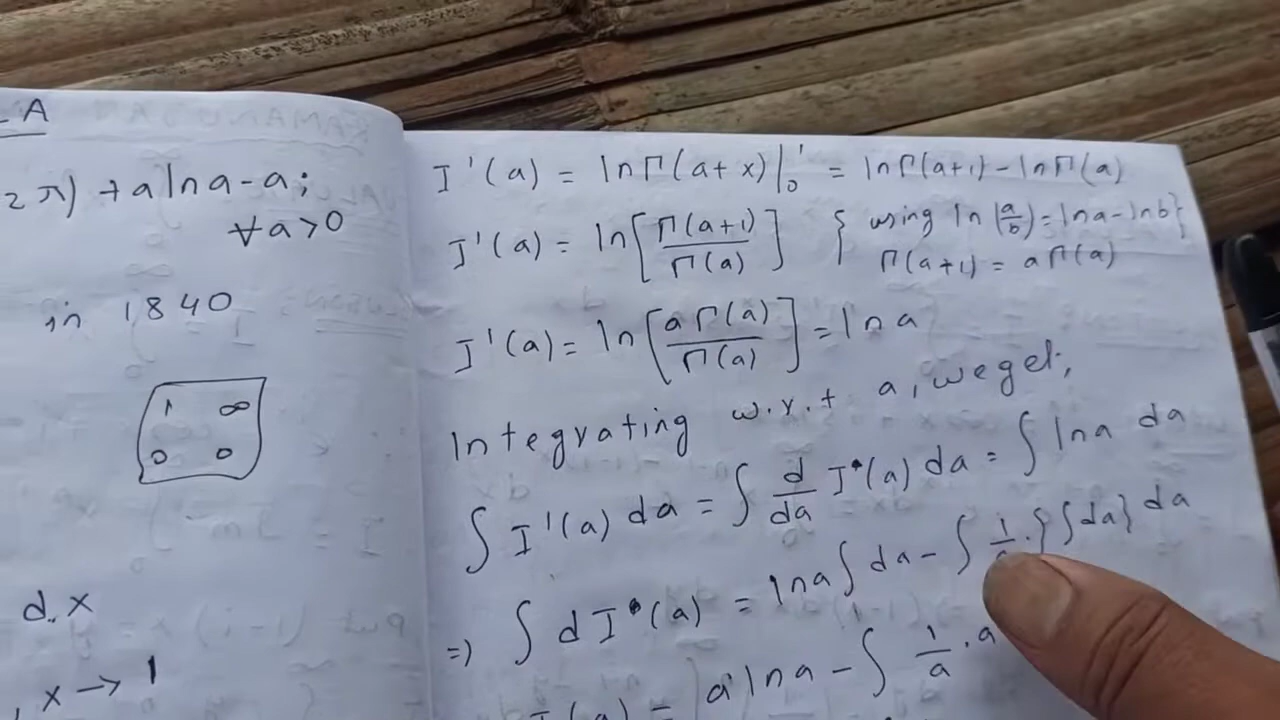 A
2π) + a ln a - a;
∀ a > 0
in 1840
1 ∞
0 0
d.x
x → 1
I'(a) = ln Γ(a + x)|₀¹ = ln Γ(a+1) - ln Γ(a)
I'(a) = ln [Γ(a+1)/Γ(a)] { using ln (a/b) = ln a - ln b }
Γ(a+1) = a Γ(a)
I'(a) = ln [a Γ(a)/Γ(a)] = ln a
Integrating w.r.t a, we get,
∫ I'(a) da = ∫ d/da I(a) da = ∫ ln a da
=) ∫ d I(a) = ln a ∫ da - ∫ 1/ . { ∫ da} da
I(a) = a ln a - ∫ 1/a . a